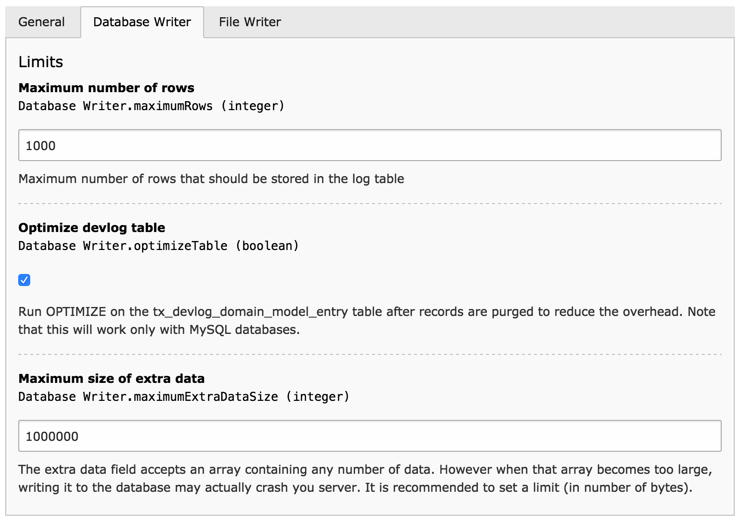 General
Database Writer
File Writer
Limits
Maximum number of rows
Database Writer.maximumRows (integer)
1000
Maximum number of rows that should be stored in the log table
Optimize devlog table
Database Writer.optimizeTable (boolean)
Run OPTIMIZE on the tx_devlog_domain_model_entry table after records are purged to reduce the overhead. Note
that this will work only with MySQL databases.
Maximum size of extra data
Database Writer.maximumExtraDataSize (integer)
1000000
The extra data field accepts an array containing any number of data. However when that array becomes too large,
writing it to the database may actually crash you server. It is recommended to set a limit (in number of bytes).